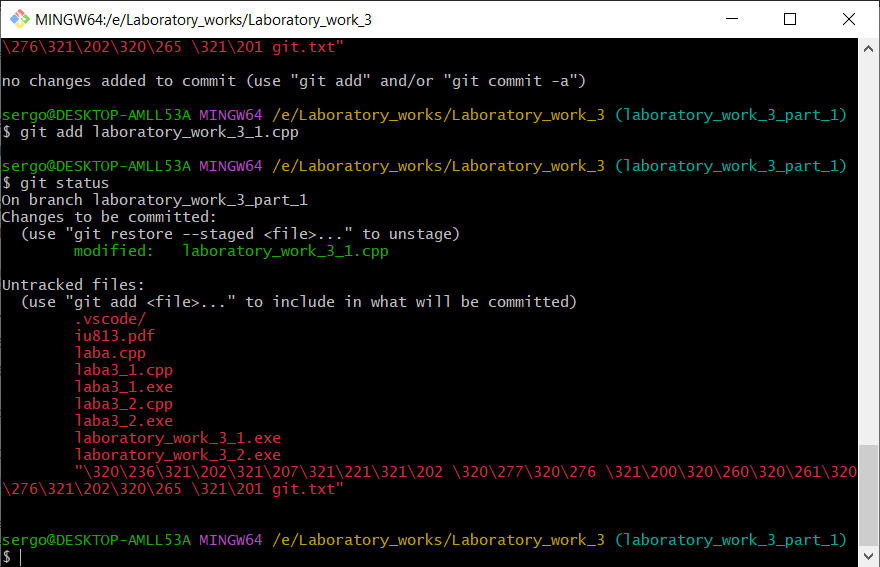 MINGW64:/e/Laboratory_works/Laboratory_work_3
\276\321\202\320\265 \321\201 git.txt"
no changes added to commit (use "git add" and/or "git commit -a")
sergo@DESKTOP-AMLL53A MINGW64 /e/Laboratory_works/Laboratory_work_3 (laboratory_work_3_part_1)
$ git add laboratory_work_3_1.cpp
sergo@DESKTOP-AMLL53A MINGW64 /e/Laboratory_works/Laboratory_work_3 (laboratory_work_3_part_1)
$ git status
On branch laboratory_work_3_part_1
Changes to be committed:
(use "git restore --staged <file>..." to unstage)
modified:   laboratory_work_3_1.cpp
Untracked files:
(use "git add <file>..." to include in what will be committed)
.vscode/
iu813.pdf
laba.cpp
laba3_1.cpp
laba3_1.exe
laba3_2.cpp
laba3_2.exe
laboratory_work_3_1.exe
laboratory_work_3_2.exe
"\320\236\321\202\321\207\321\221\321\202 \320\277\320\276 \321\200\320\260\320\261\320
\276\321\202\320\265 \321\201 git.txt"
sergo@DESKTOP-AMLL53A MINGW64 /e/Laboratory_works/Laboratory_work_3 (laboratory_work_3_part_1)
$